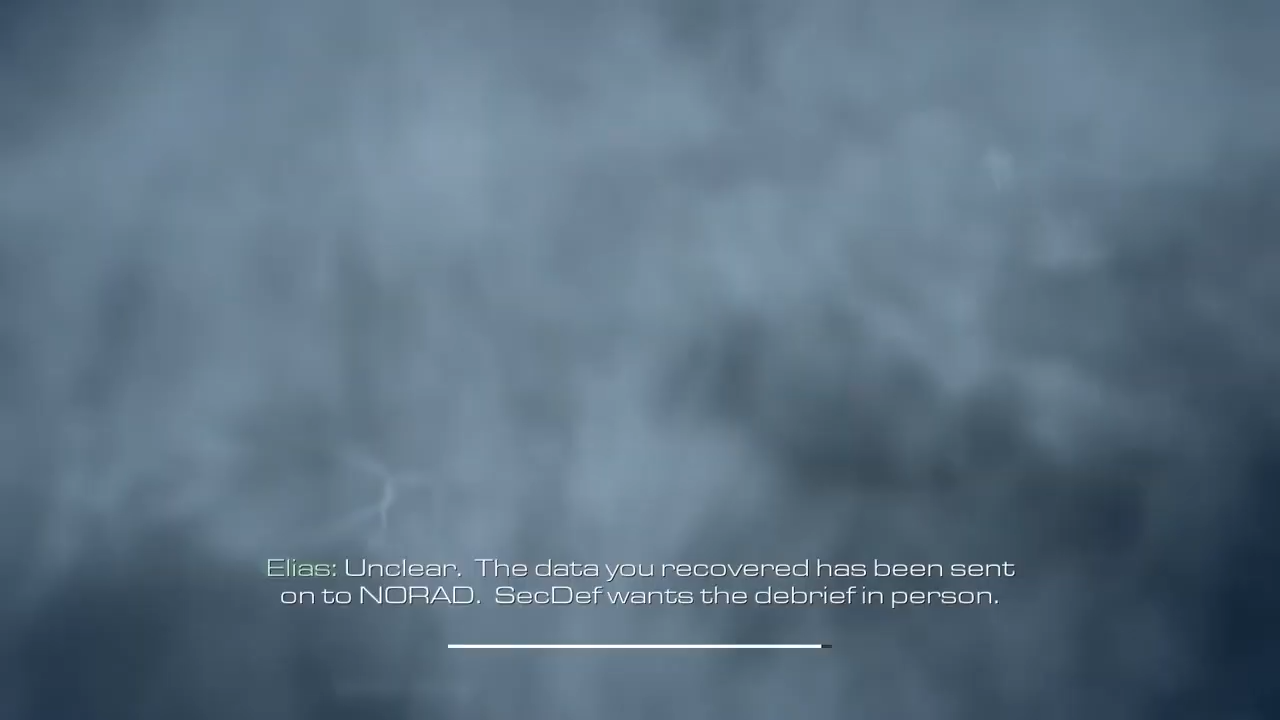 Elias: Unclear.  The data you recovered has been sent
on to NORAD.  SecDef wants the debrief in person.